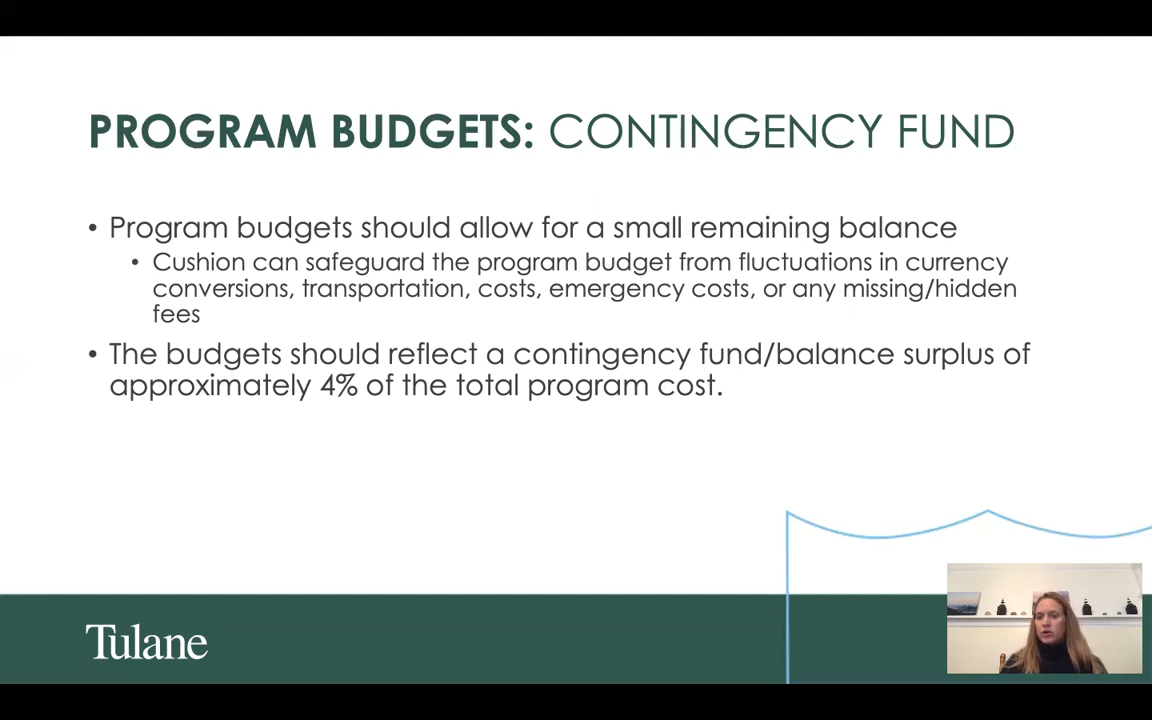 PROGRAM BUDGETS: CONTINGENCY FUND
• Program budgets should allow for a small remaining balance
• Cushion can safeguard the program budget from fluctuations in currency
conversions, transportation, costs, emergency costs, or any missing/hidden
fees
• The budgets should reflect a contingency fund/balance surplus of
approximately 4% of the total program cost.
Tulane